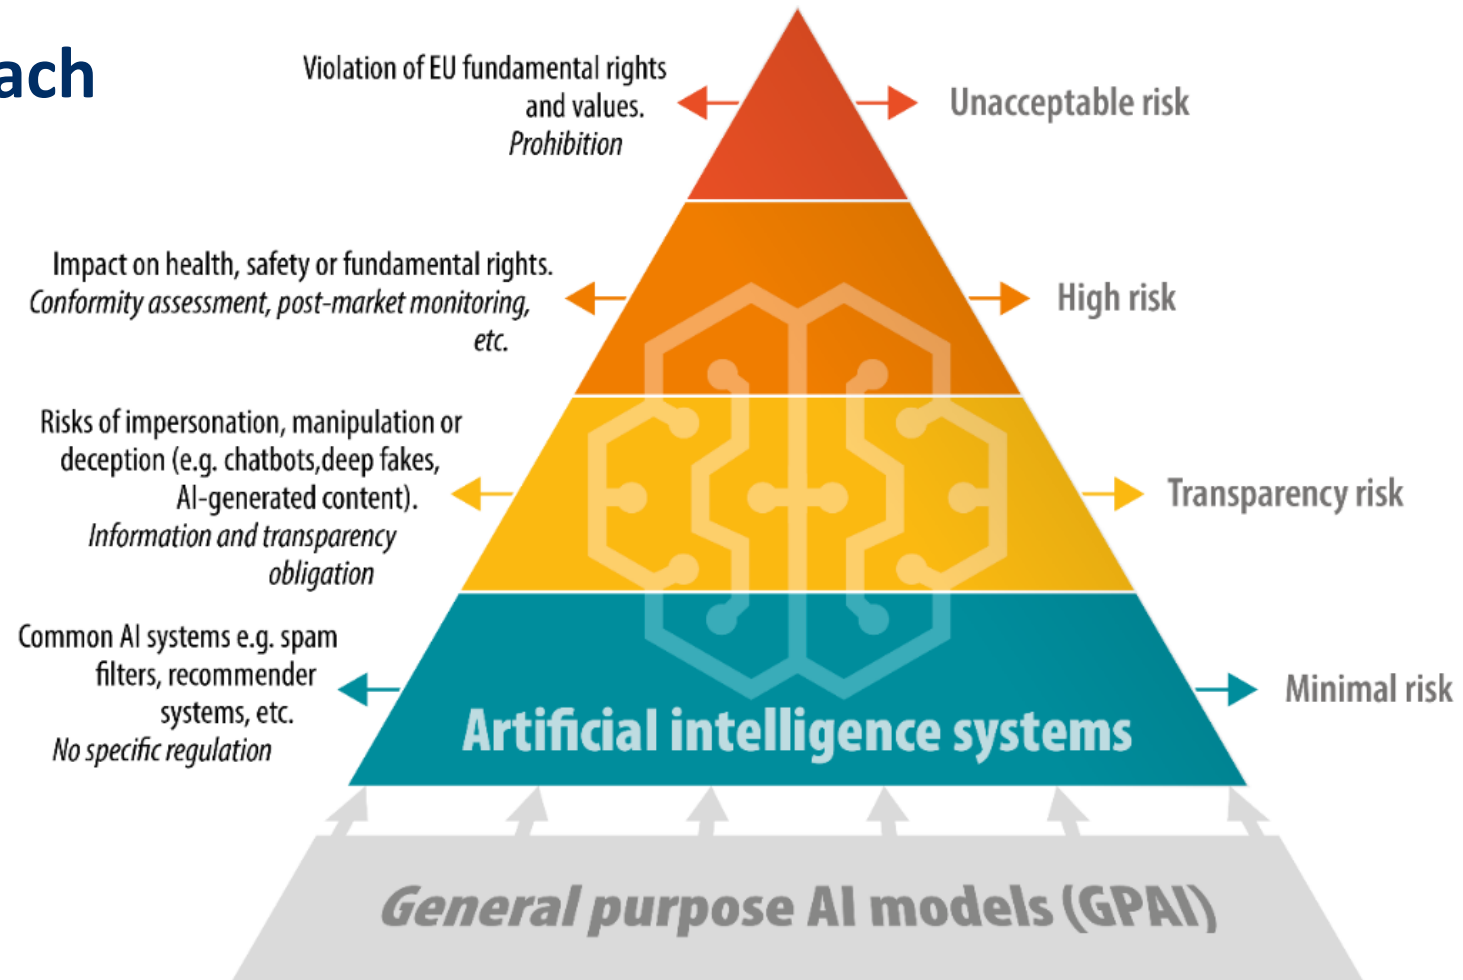 ach
Violation of EU fundamental rights
and values.
Prohibition
Unacceptable risk
Impact on health, safety or fundamental rights.
Conformity assessment, post-market monitoring,
etc.
High risk
Risks of impersonation, manipulation or
deception (e.g. chatbots,deep fakes,
AI-generated content).
Information and transparency
obligation
Transparency risk
Common AI systems e.g. spam
filters, recommender
systems, etc.
No specific regulation
Minimal risk
Artificial intelligence systems
General purpose AI models (GPAI)